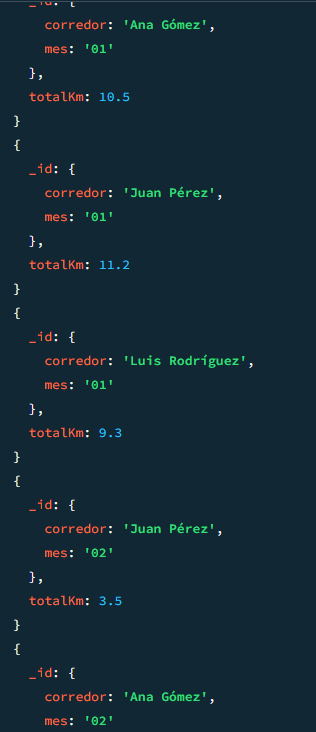 _id: {
corredor: 'Ana Gómez',
mes: '01'
},
totalKm: 10.5
}
{
_id: {
corredor: 'Juan Pérez',
mes: '01'
},
totalKm: 11.2
}
{
_id: {
corredor: 'Luis Rodríguez',
mes: '01'
},
totalKm: 9.3
}
{
_id: {
corredor: 'Juan Pérez',
mes: '02'
},
totalKm: 3.5
}
{
_id: {
corredor: 'Ana Gómez',
mes: '02'